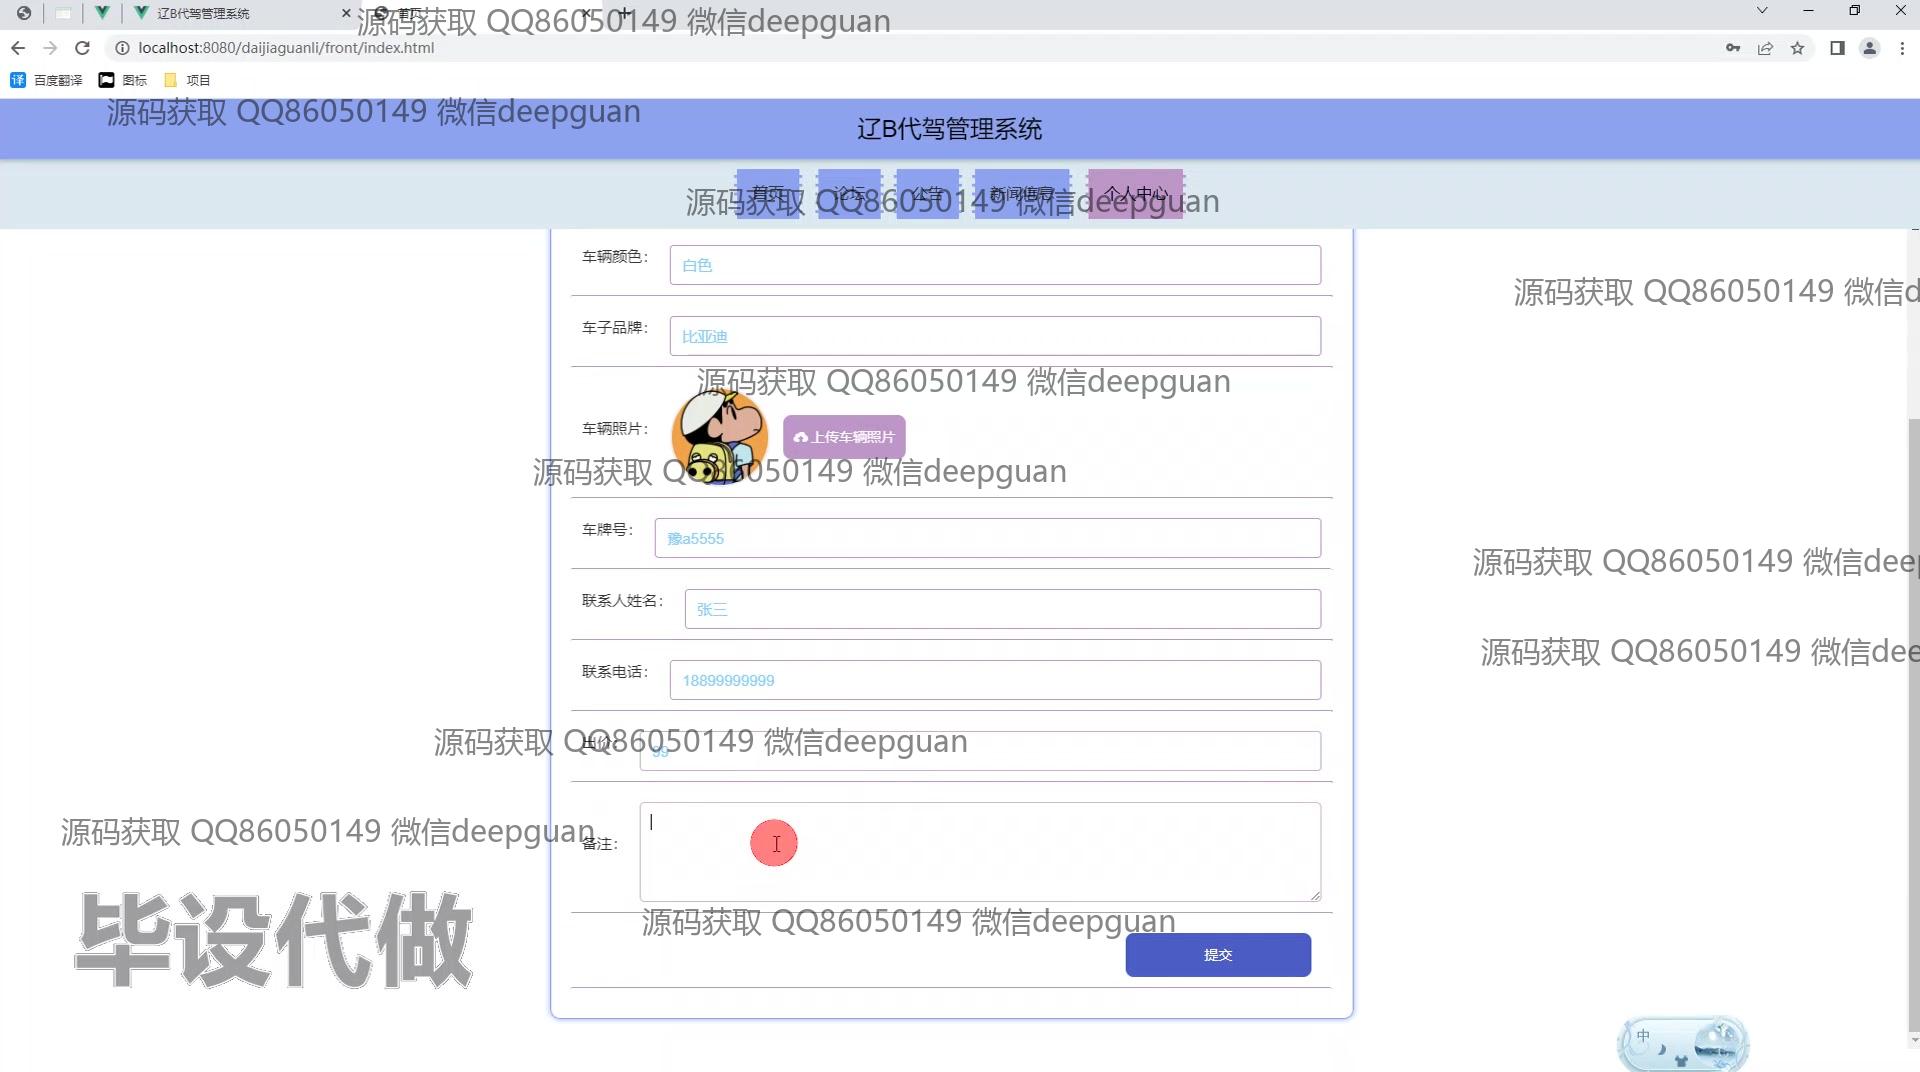 辽B代驾管理系统
首页
源码获取 QQ86050149 微信deepguan
localhost:8080/daijiaguanli/front/index.html
百度翻译
图标
项目
源码获取 QQ86050149 微信deepguan
辽B代驾管理系统
首页
论坛
公告
新闻信息
个人中心
源码获取 QQ86050149 微信deepguan
车辆颜色：
白色
源码获取 QQ86050149 微信d
车子品牌：
比亚迪
源码获取 QQ86050149 微信deepguan
车辆照片：
上传车辆照片
源码获取 QQ86050149 微信deepguan
车牌号：
豫a5555
源码获取 QQ86050149 微信deep
联系人姓名：
张三
源码获取 QQ86050149 微信dee
联系电话：
18899999999
出价：
99
源码获取 QQ86050149 微信deepguan
源码获取 QQ86050149 微信deepguan
备注：
源码获取 QQ86050149 微信deepguan
毕设代做
提交
中